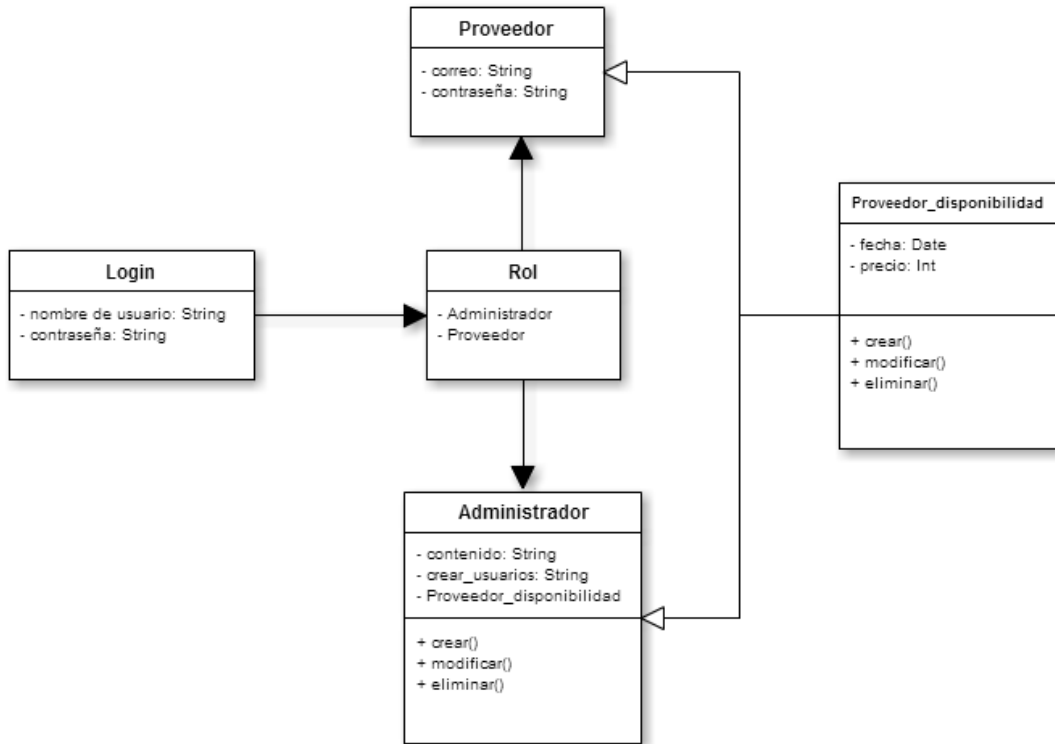 Proveedor
- correo: String
- contraseña: String
Proveedor_disponibilidad
- fecha: Date
- precio: Int
+ crear()
+ modificar()
+ eliminar()
Login
- nombre de usuario: String
- contraseña: String
Rol
- Administrador
- Proveedor
Administrador
- contenido: String
- crear_usuarios: String
- Proveedor_disponibilidad
+ crear()
+ modificar()
+ eliminar()